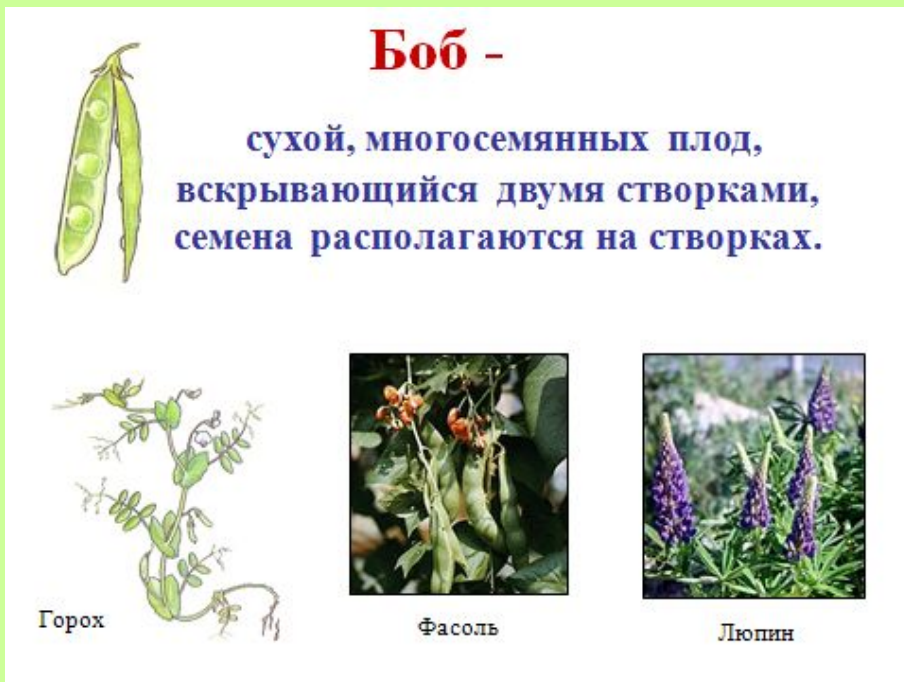 Боб -
сухой, многосемянных плод,
вскрывающийся двумя створками,
семена располагаются на створках.
Горох
Фасоль
Люпин